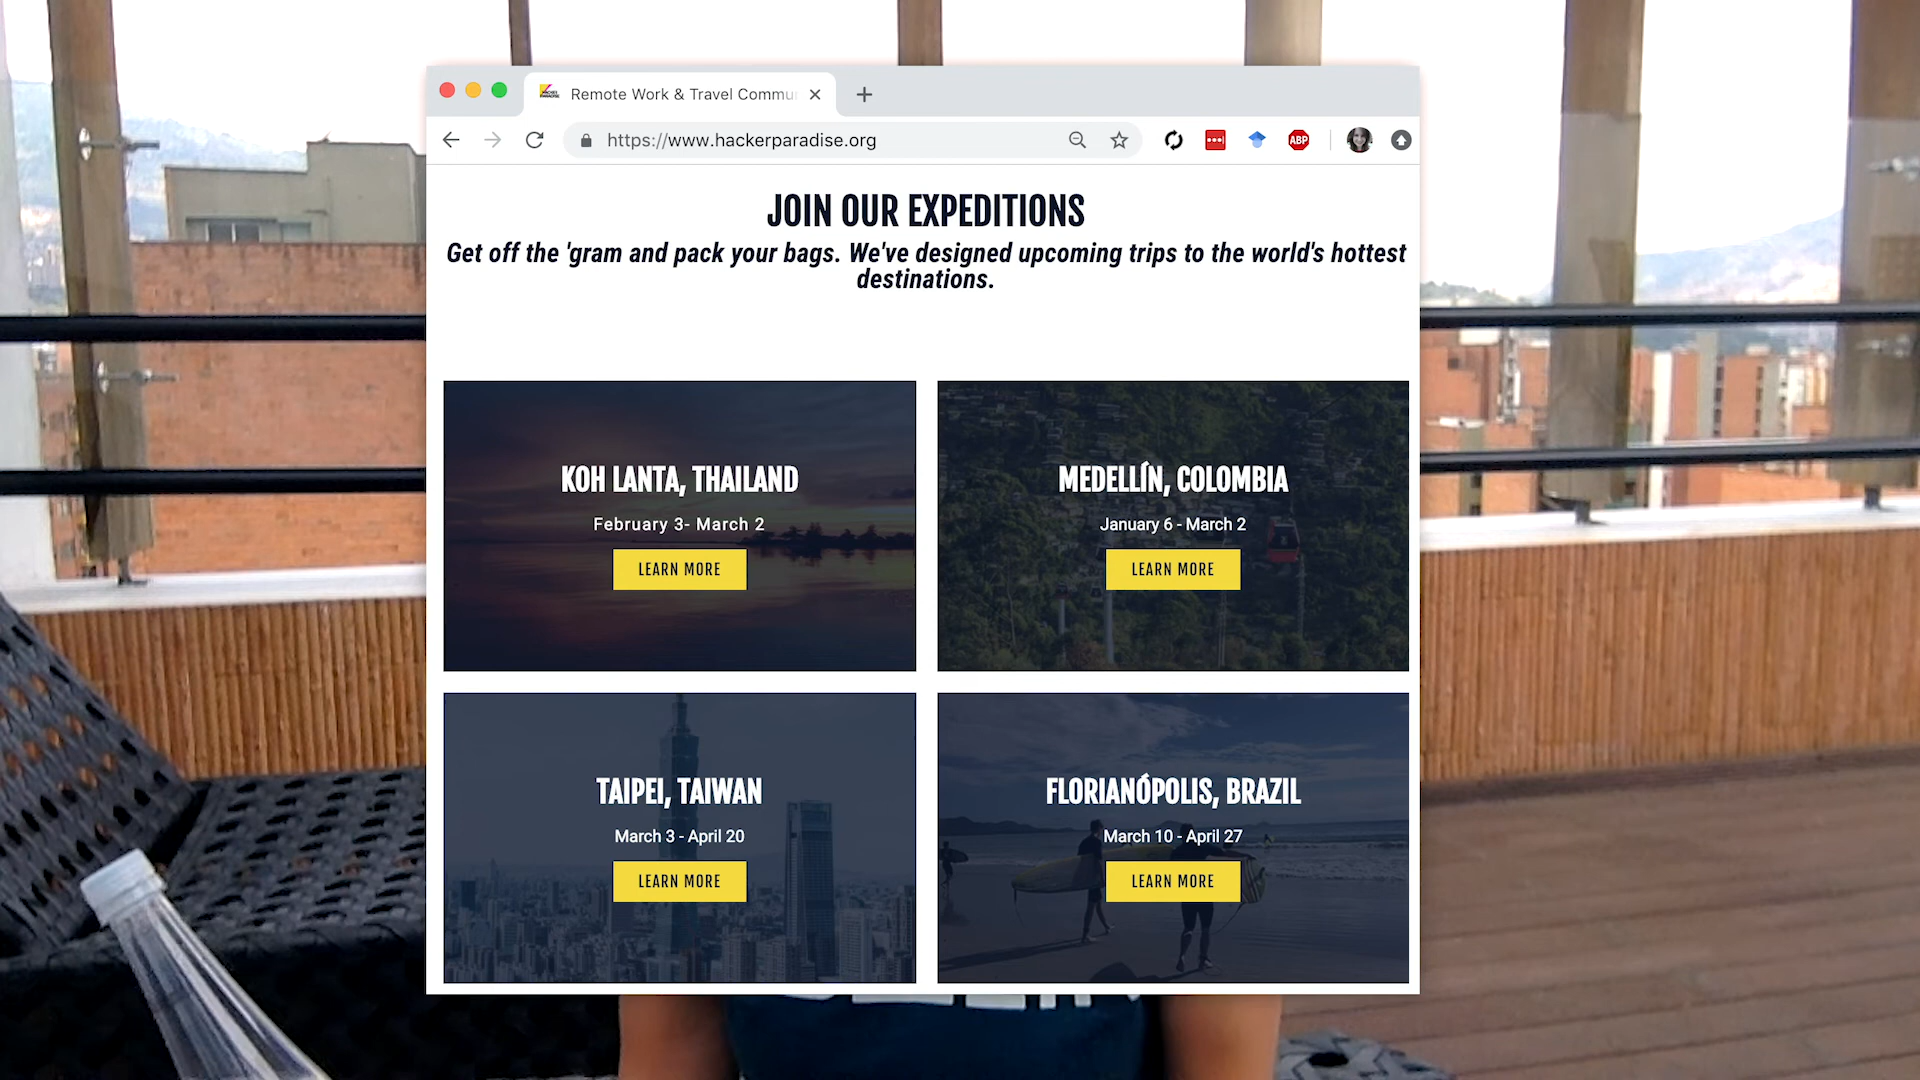 Remote Work & Travel Commu
https://www.hackerparadise.org
ABP
JOIN OUR EXPEDITIONS
Get off the 'gram and pack your bags. We've designed upcoming trips to the world's hottest
destinations.
KOH LANTA, THAILAND
February 3- March 2
LEARN MORE
MEDELLÍN, COLOMBIA
January 6 - March 2
LEARN MORE
TAIPEI, TAIWAN
March 3 - April 20
LEARN MORE
FLORIANÓPOLIS, BRAZIL
March 10 - April 27
LEARN MORE